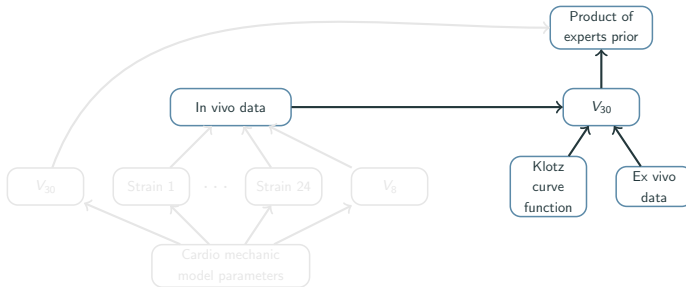 Product of
experts prior
In vivo data
V30
V30
Strain 1
· · ·
Strain 24
V8
Klotz
curve
function
Ex vivo
data
Cardio mechanic
model parameters